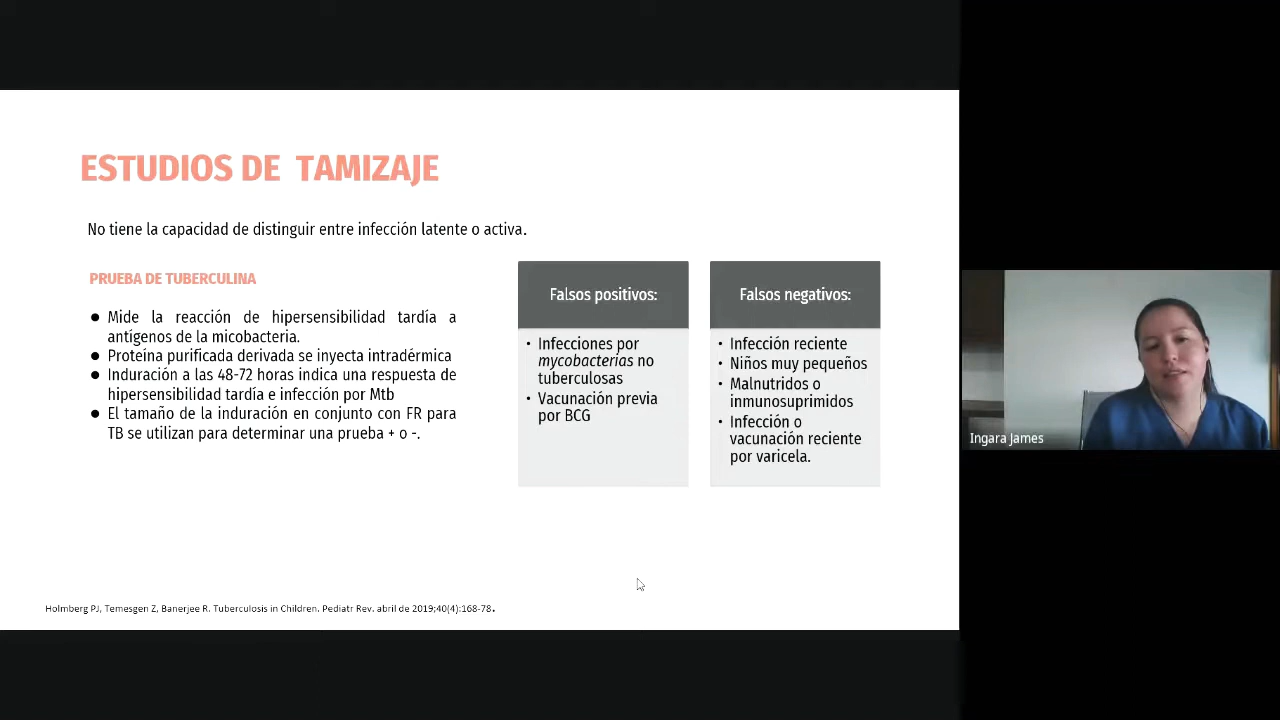 ESTUDIOS DE TAMIZAJE
No tiene la capacidad de distinguir entre infección latente o activa.
PRUEBA DE TUBERCULINA
● Mide la reacción de hipersensibilidad tardía a
antígenos de la micobacteria.
● Proteína purificada derivada se inyecta intradérmica
● Induración a las 48-72 horas indica una respuesta de
hipersensibilidad tardía e infección por Mtb
● El tamaño de la induración en conjunto con FR para
TB se utilizan para determinar una prueba + o -.
Falsos positivos:
• Infecciones por
mycobacterias no
tuberculosas
• Vacunación previa
por BCG
Falsos negativos:
• Infección reciente
• Niños muy pequeños
• Malnutridos o
inmunosuprimidos
• Infección o
vacunación reciente
por varicela.
Ingara James
Holmberg PJ, Temesgen Z, Banerjee R. Tuberculosis in Children. Pediatr Rev. abril de 2019;40(4):168-78.